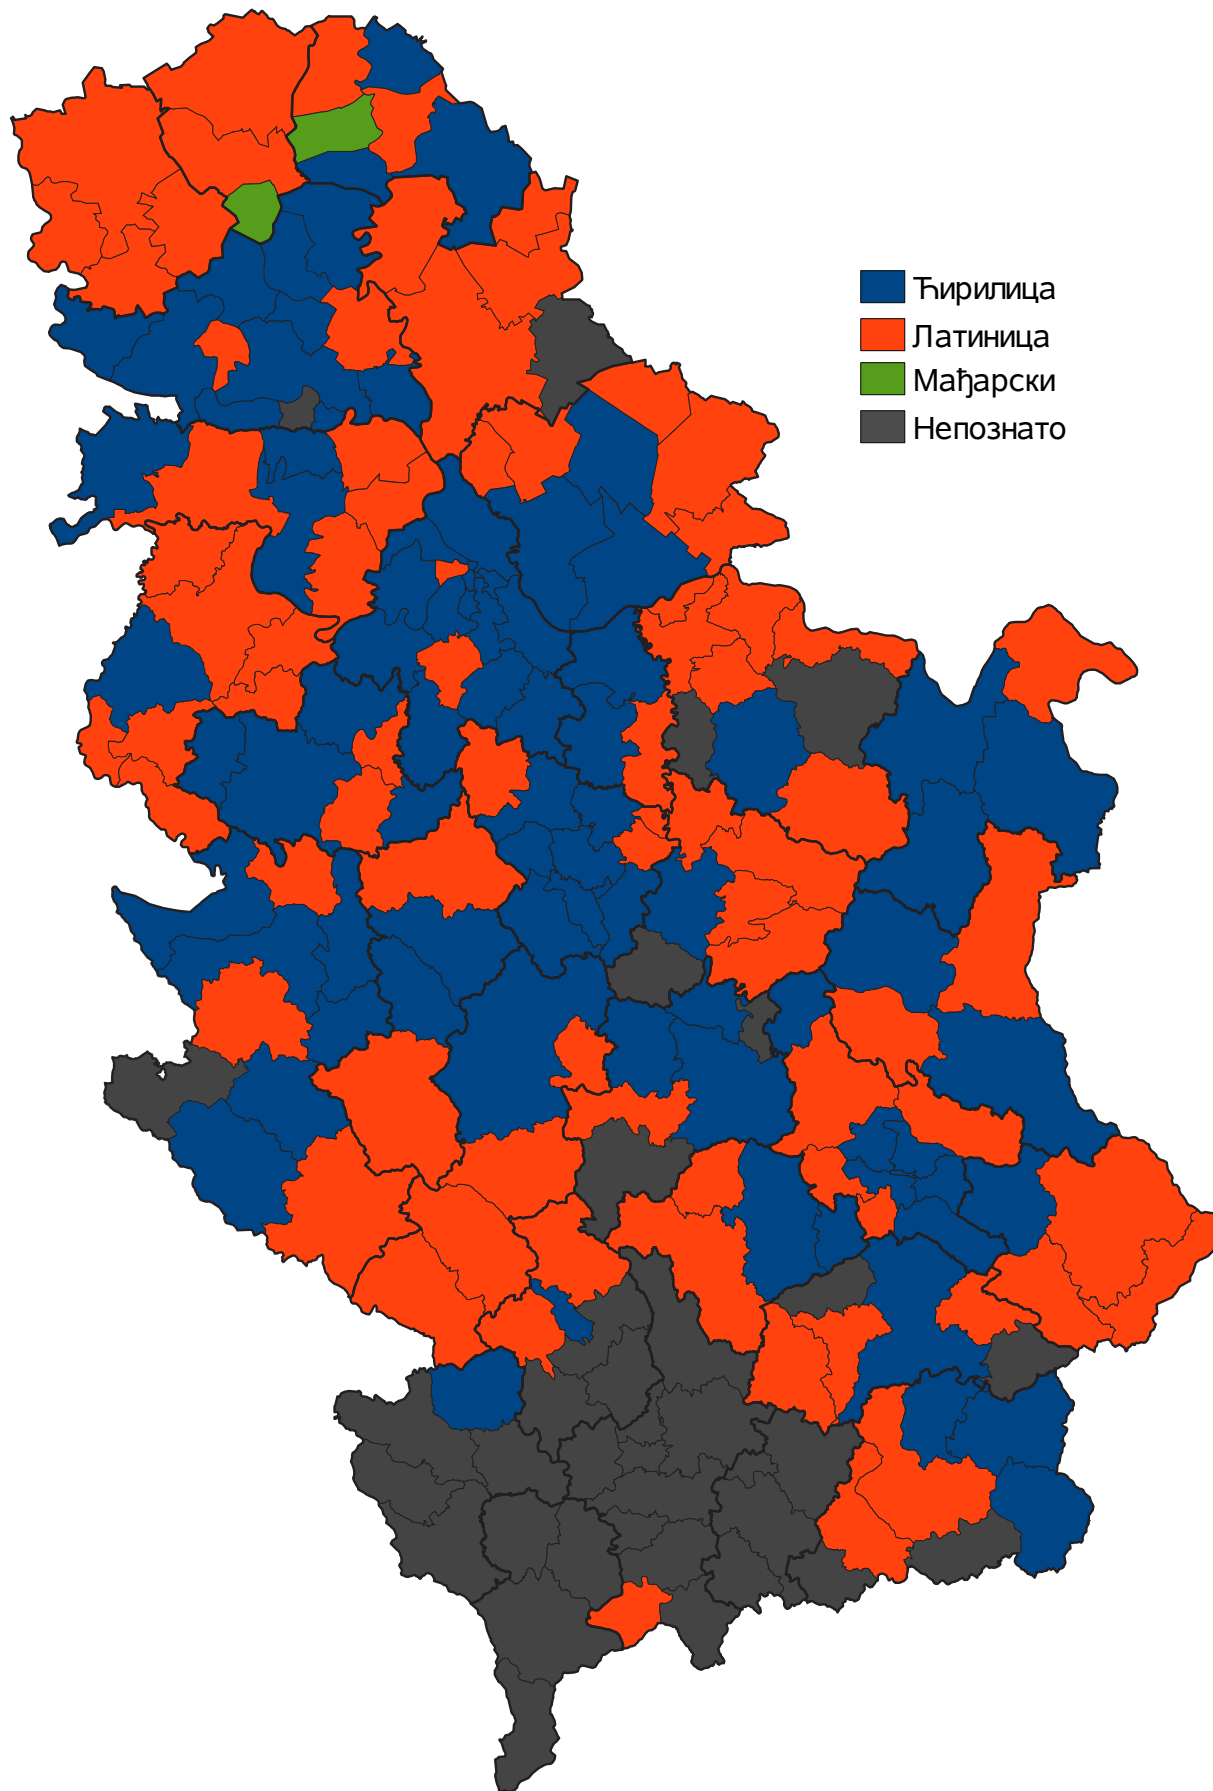 Ћирилица
Латиница
Мађарски
Непознато